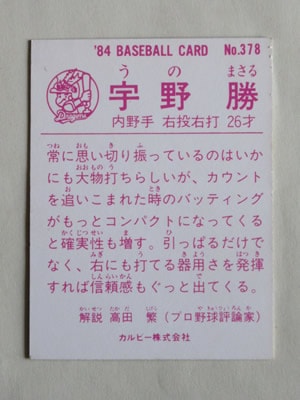 '84 BASEBALL CARD No.378
Dragons
うの まさる
宇野 勝
内野手 右投右打 26才
常に思い切り振っているのはいか
にも大物打ちらしいが、カウント
を追いこまれた時のバッティング
がもっとコンパクトになってくる
と確実性も増す。引っぱるだけで
なく、右にも打てる器用さを発揮
すれば信頼感もぐっと出てくる。
解説 高田 繁 (プロ野球評論家)
カルビー株式会社